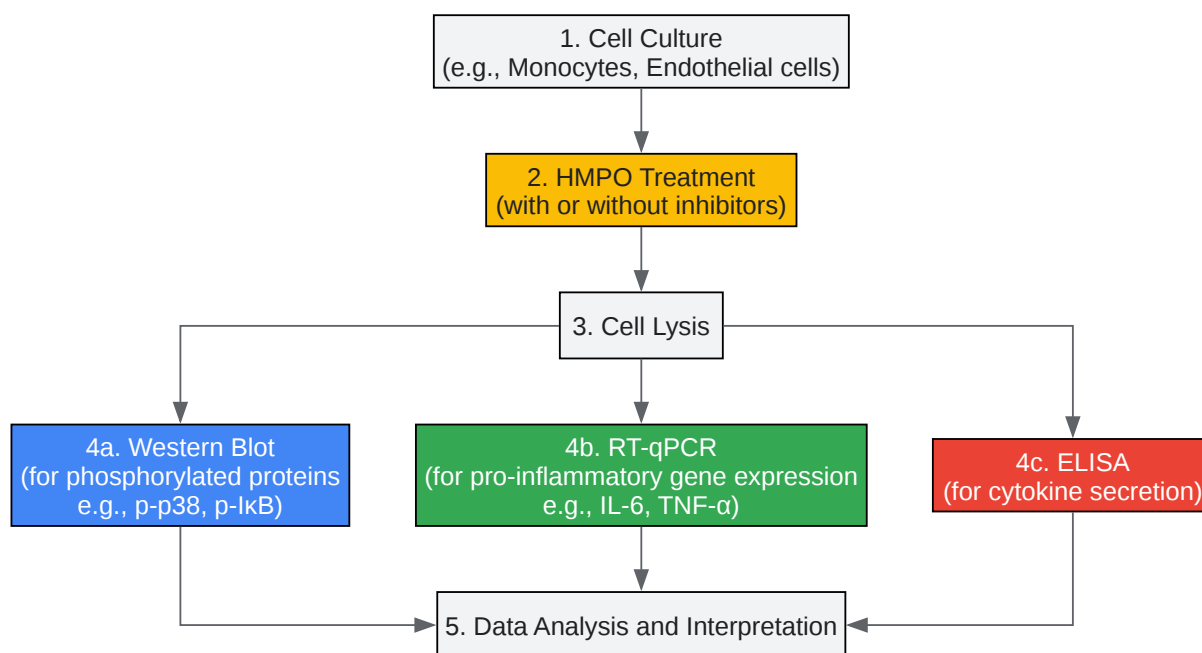 1. Cell Culture
(e.g., Monocytes, Endothelial cells)
2. HMPO Treatment
(with or without inhibitors)
3. Cell Lysis
4a. Western Blot
(for phosphorylated proteins
e.g., p-p38, p-IκB)
4b. RT-qPCR
(for pro-inflammatory gene expression
e.g., IL-6, TNF-α)
4c. ELISA
(for cytokine secretion)
5. Data Analysis and Interpretation